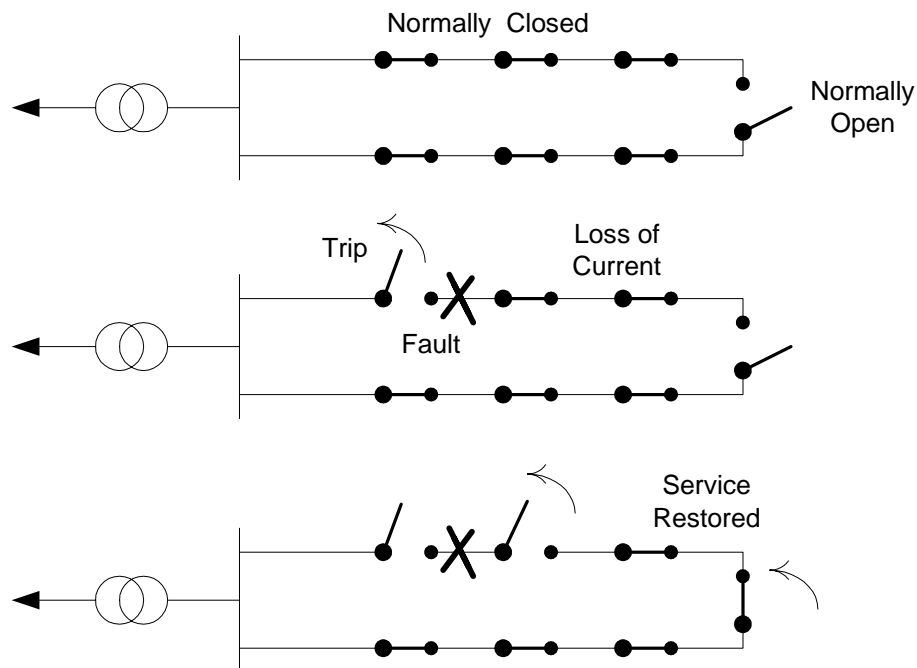 Normally Closed
Normally
Open
Trip
Loss of
Current
Fault
Service
Restored